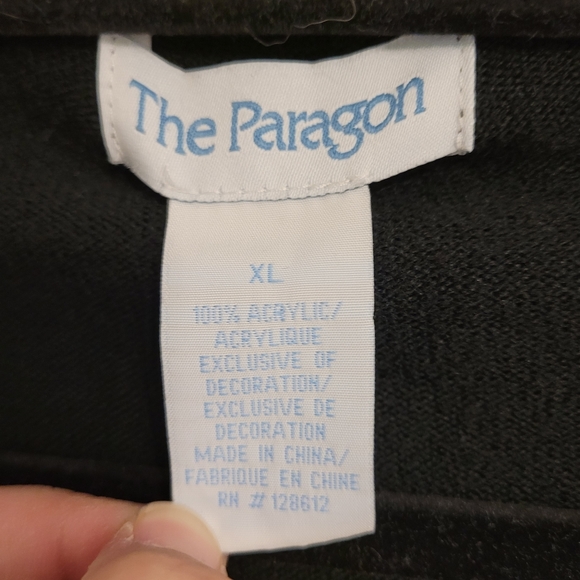 The Paragon
XL
100% ACRYLIC/
ACRYLIQUE
EXCLUSIVE OF
DECORATION/
EXCLUSIVE DE
DECORATION
MADE IN CHINA/
FABRIQUE EN CHINE
RN # 128612